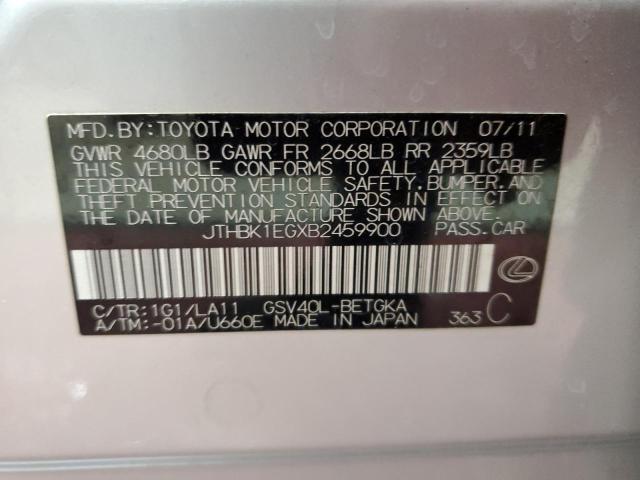 MFD.BY:TOYOTA MOTOR CORPORATION 07/11
GVWR 4680LB GAWR FR 2668LB RR 2359LB
THIS VEHICLE CONFORMS TO ALL APPLICABLE
FEDERAL MOTOR VEHICLE SAFETY.BUMPER.AND
THEFT PREVENTION STANDARDS IN EFFECT ON
THE DATE OF MANUFACTURE SHOWN ABOVE.
JTHBK1EGXB2459900 PASS.CAR
C/TR:1G1/LA11 GSV40L-BETGKA
A/TM:-01A/U660E MADE IN JAPAN 363 C